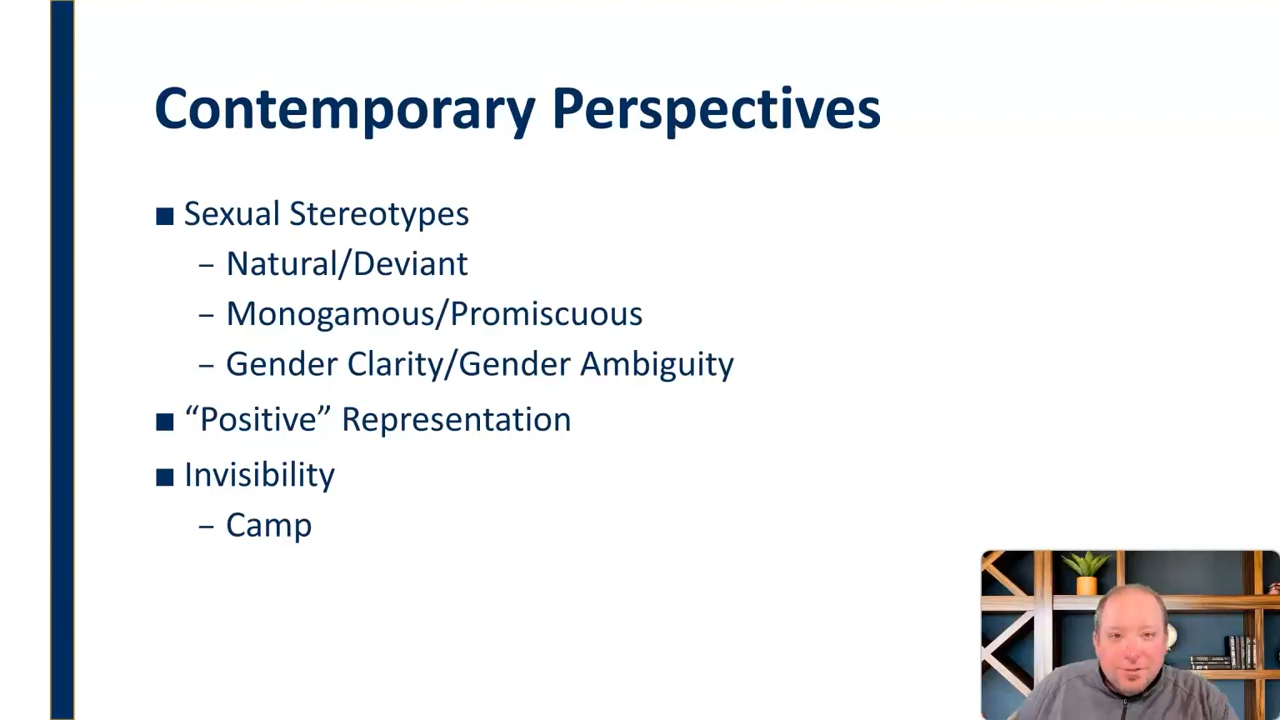 Contemporary Perspectives
■ Sexual Stereotypes
– Natural/Deviant
– Monogamous/Promiscuous
– Gender Clarity/Gender Ambiguity
■ “Positive” Representation
■ Invisibility
– Camp